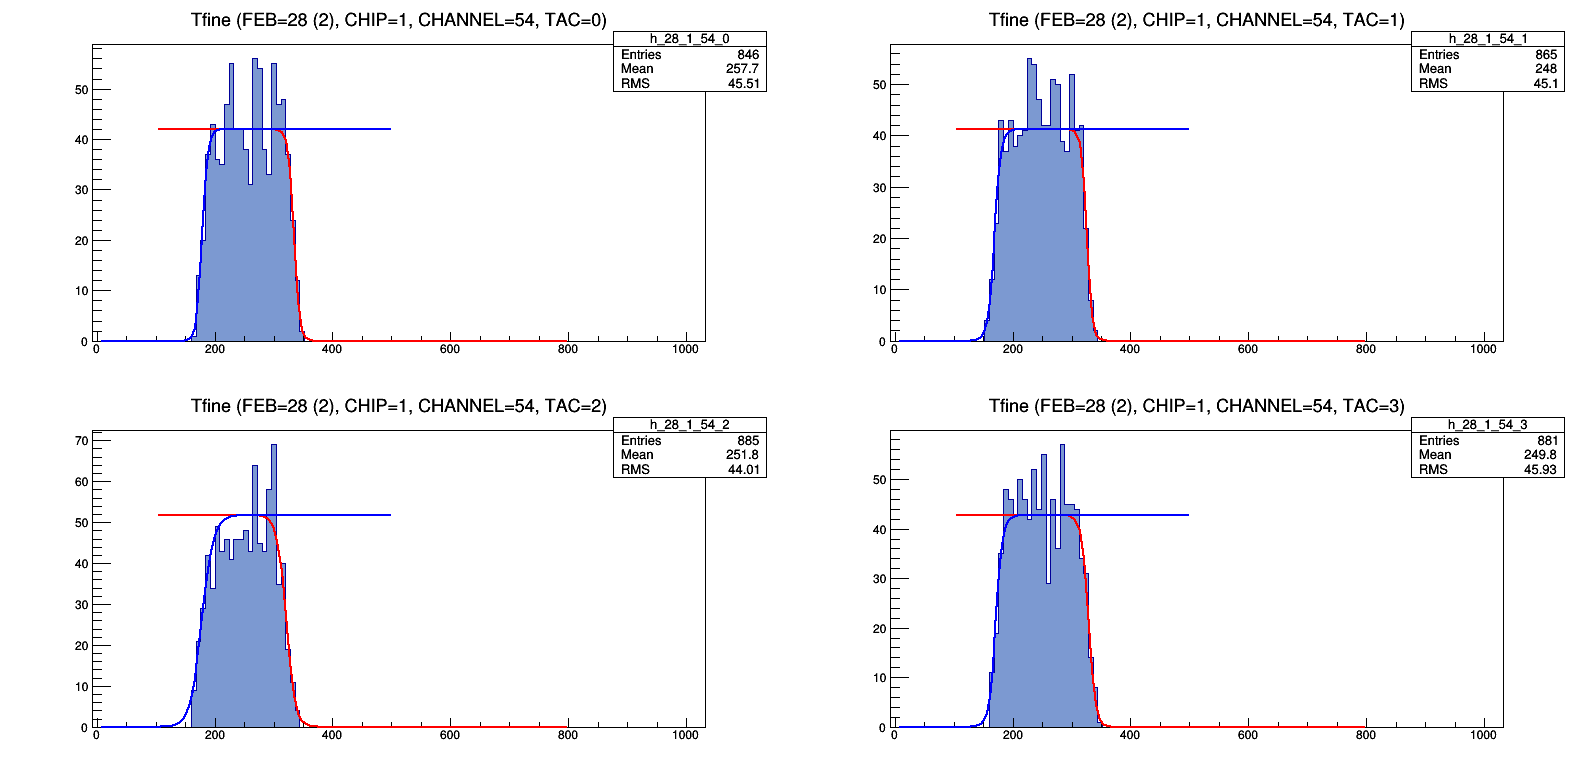 Tfine (FEB=28 (2), CHIP=1, CHANNEL=54, TAC=0)
h_28_1_54_0
Entries 846
Mean 257.7
RMS 45.51
50
40
30
20
10
0
0 200 400 600 800 1000
Tfine (FEB=28 (2), CHIP=1, CHANNEL=54, TAC=1)
h_28_1_54_1
Entries 865
Mean 248
RMS 45.1
50
40
30
20
10
0
0 200 400 600 800 1000
Tfine (FEB=28 (2), CHIP=1, CHANNEL=54, TAC=2)
h_28_1_54_2
Entries 885
Mean 251.8
RMS 44.01
70
60
50
40
30
20
10
0
0 200 400 600 800 1000
Tfine (FEB=28 (2), CHIP=1, CHANNEL=54, TAC=3)
h_28_1_54_3
Entries 881
Mean 249.8
RMS 45.93
50
40
30
20
10
0
0 200 400 600 800 1000